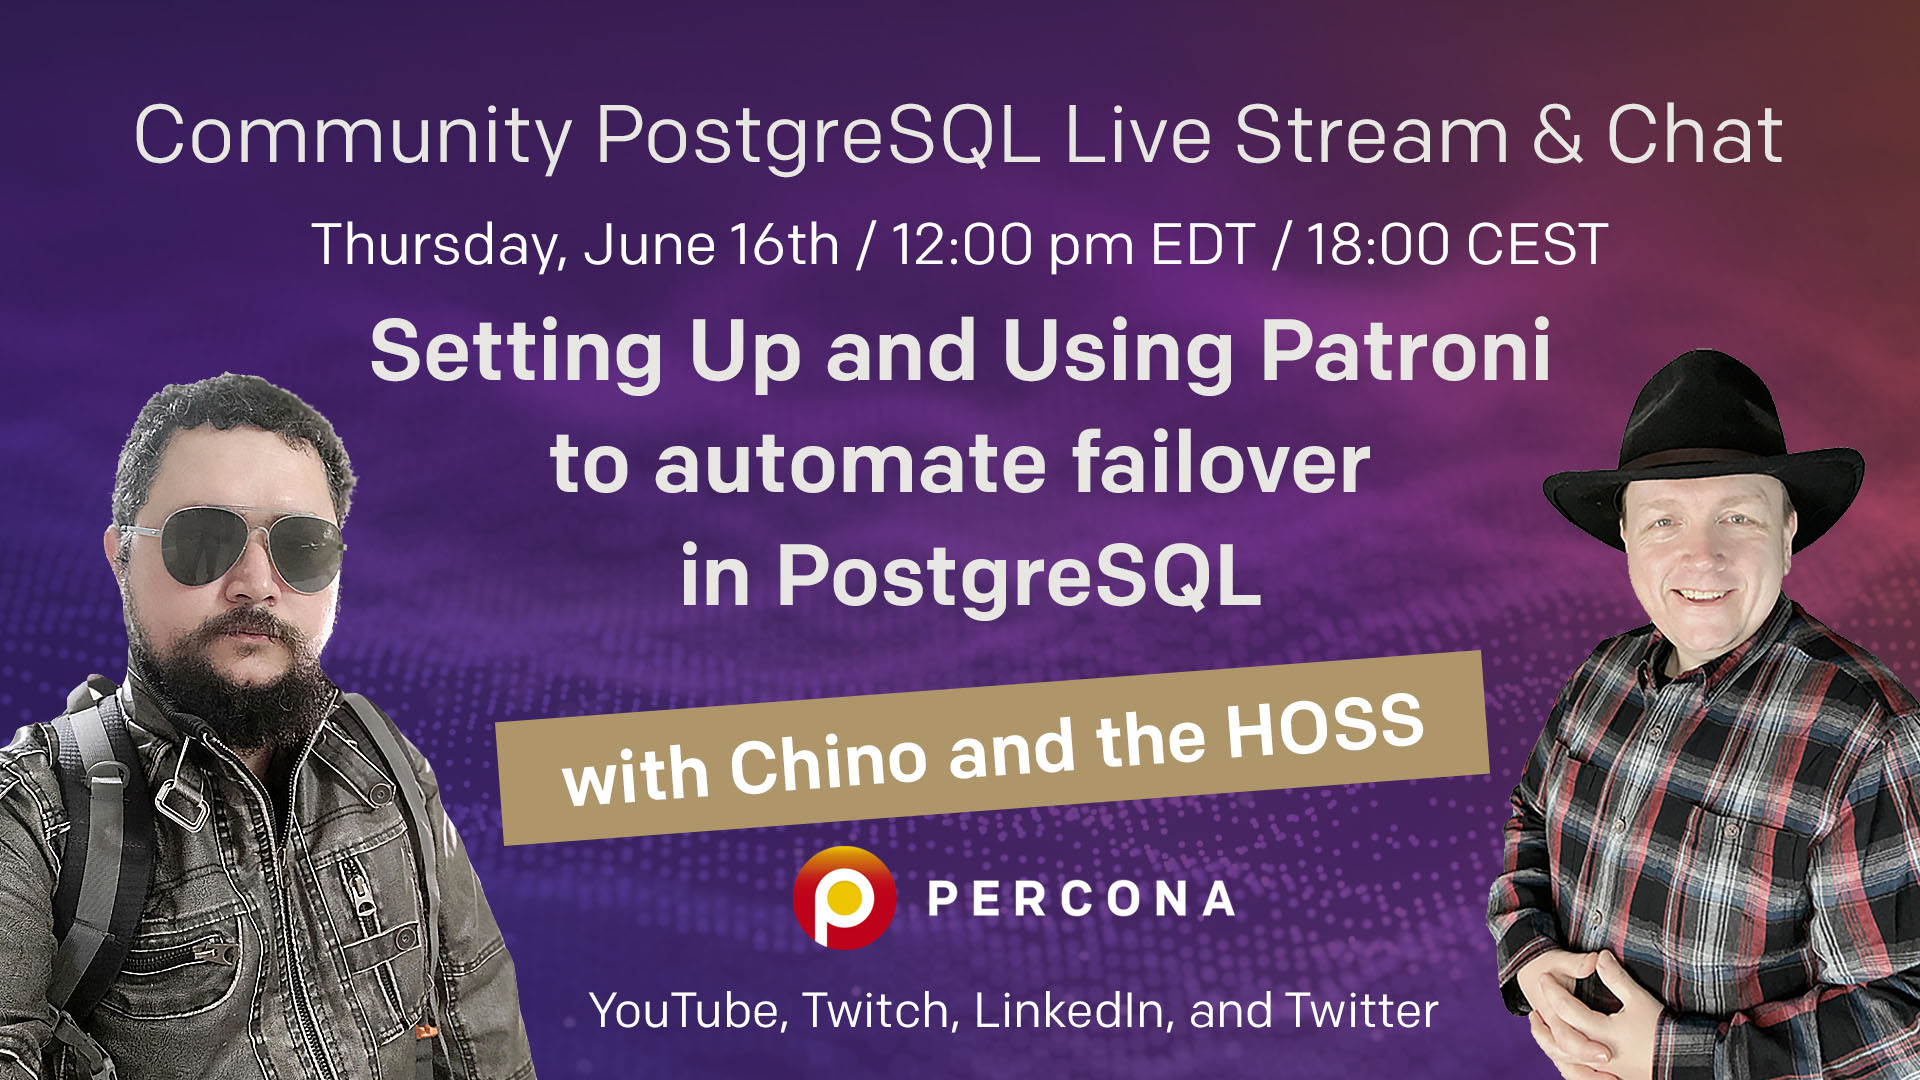 Community PostgreSQL Live Stream & Chat
Thursday, June 16th / 12:00 pm EDT / 18:00 CEST
Setting Up and Using Patroni
to automate failover
in PostgreSQL
with Chino and the HOSS
PERCONA
YouTube, Twitch, LinkedIn, and Twitter